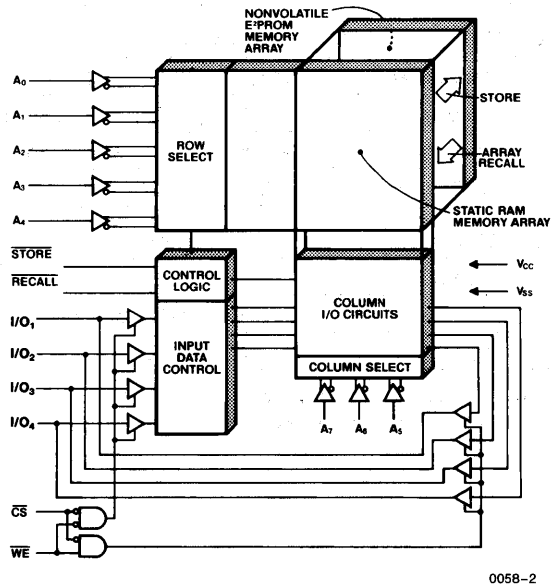 NONVOLATILE
E²PROM
MEMORY
ARRAY
A₀
A₁
A₂
A₃
A₄
ROW
SELECT
STORE
ARRAY
RECALL
STATIC RAM
MEMORY ARRAY
STORE
RECALL
CONTROL
LOGIC
COLUMN
I/O CIRCUITS
VCC
VSS
I/O₁
I/O₂
I/O₃
I/O₄
INPUT
DATA
CONTROL
COLUMN SELECT
A₇
A₆
A₅
CS
WE
0058–2